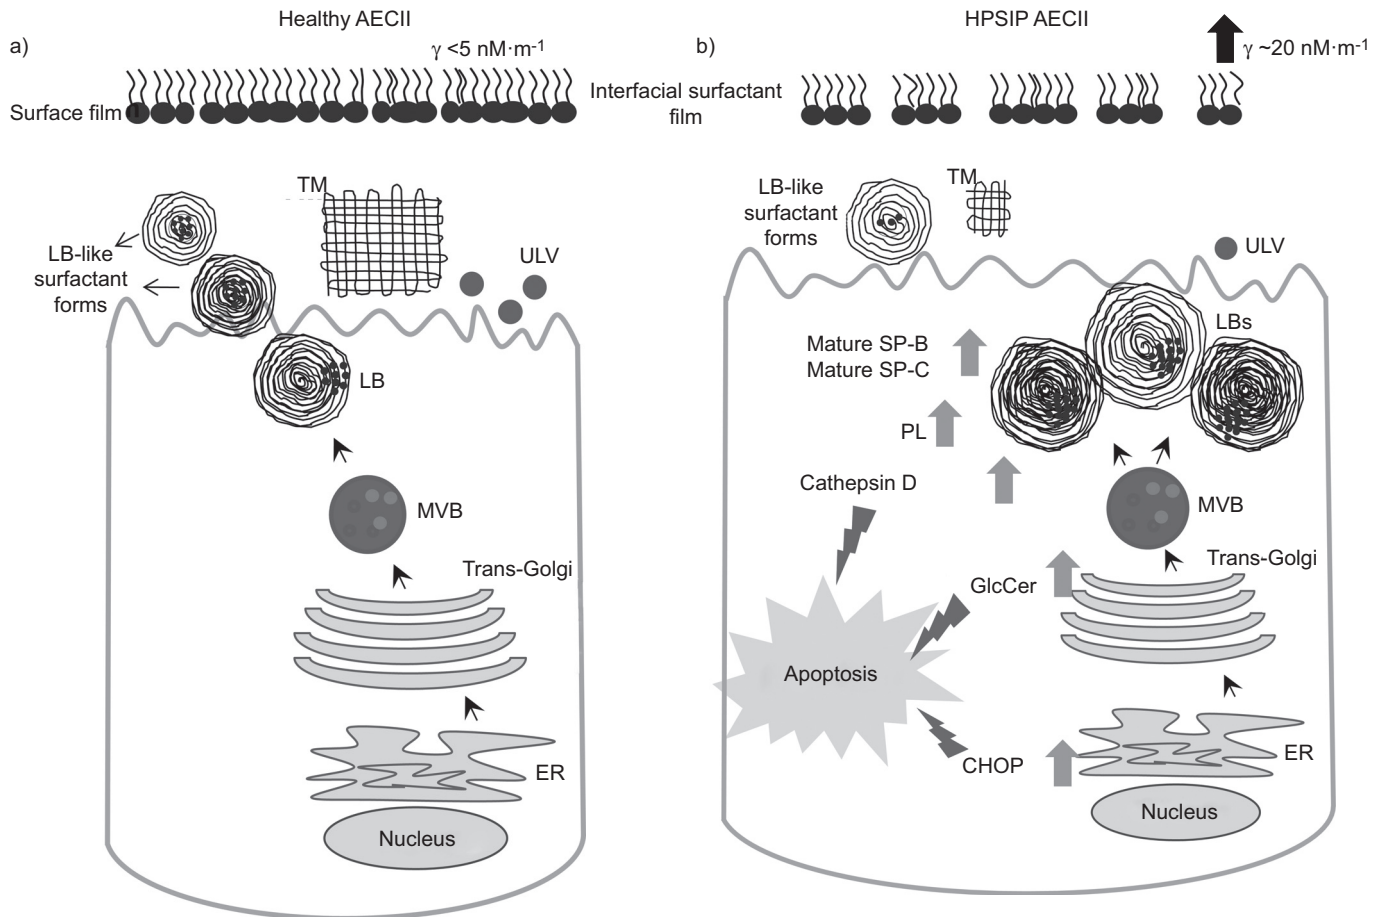 Healthy AECII
a)
γ <5 nM·m-1
Surface film
TM
LB-like
surfactant
forms
ULV
LB
MVB
Trans-Golgi
ER
Nucleus
HPSIP AECII
b)
γ ~20 nM·m-1
Interfacial surfactant
film
LB-like
surfactant
forms
TM
ULV
LBs
Mature SP-B
Mature SP-C
PL
Cathepsin D
MVB
Trans-Golgi
GlcCer
Apoptosis
CHOP
ER
Nucleus